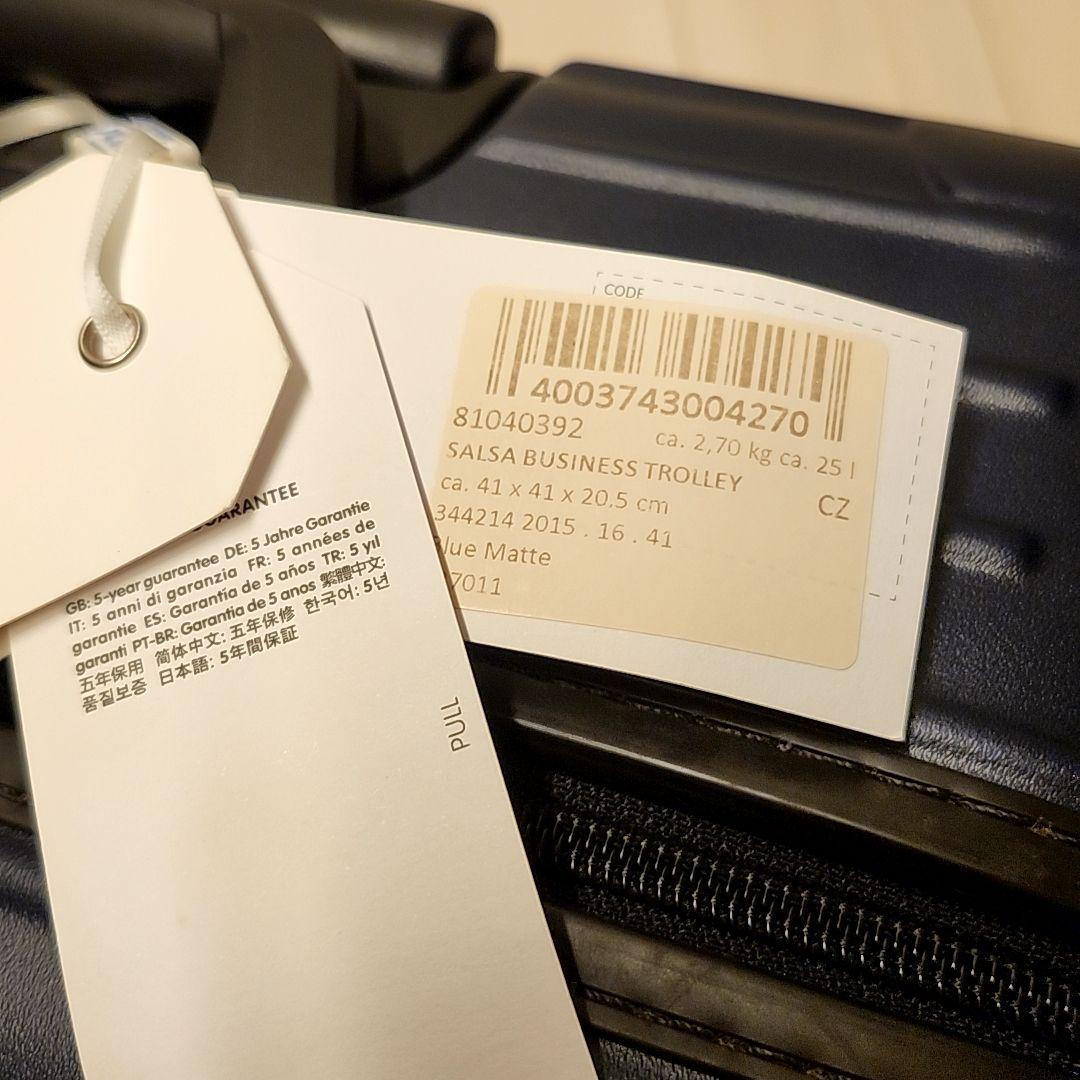 CODE
4003743004270
81040392 ca. 2,70 kg ca. 25 l
SALSA BUSINESS TROLLEY
ca. 41 x 41 x 20.5 cm CZ
344214 2015 . 16 . 41
Blue Matte
7011
GUARANTEE
GB: 5-year guarantee DE: 5 Jahre Garantie
IT: 5 anni di garanzia FR: 5 années de
garantie ES: Garantía de 5 años TR: 5 yıl
garanti PT-BR: Garantia de 5 anos 繁體中文:
五年保用 简体中文: 五年保修 한국어: 5년
품질보증 日本語: 5年間保証
PULL